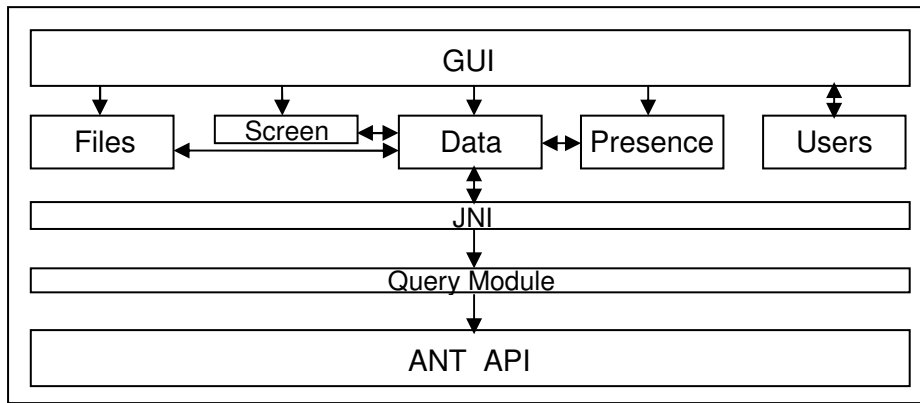 GUI
Files
Screen
Data
Presence
Users
JNI
Query Module
ANT API